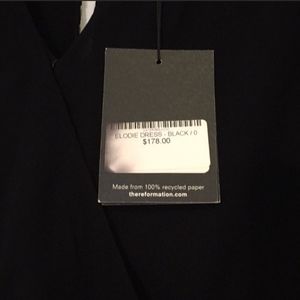 ELODIE DRESS - BLACK / 0
$178.00
Made from 100% recycled paper
thereformation.com